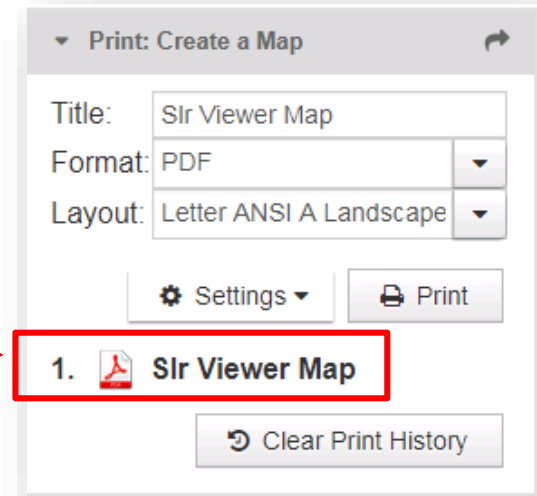 Print: Create a Map
Title: Slr Viewer Map
Format: PDF
Layout: Letter ANSI A Landscape
Settings Print
1. Slr Viewer Map
Clear Print History